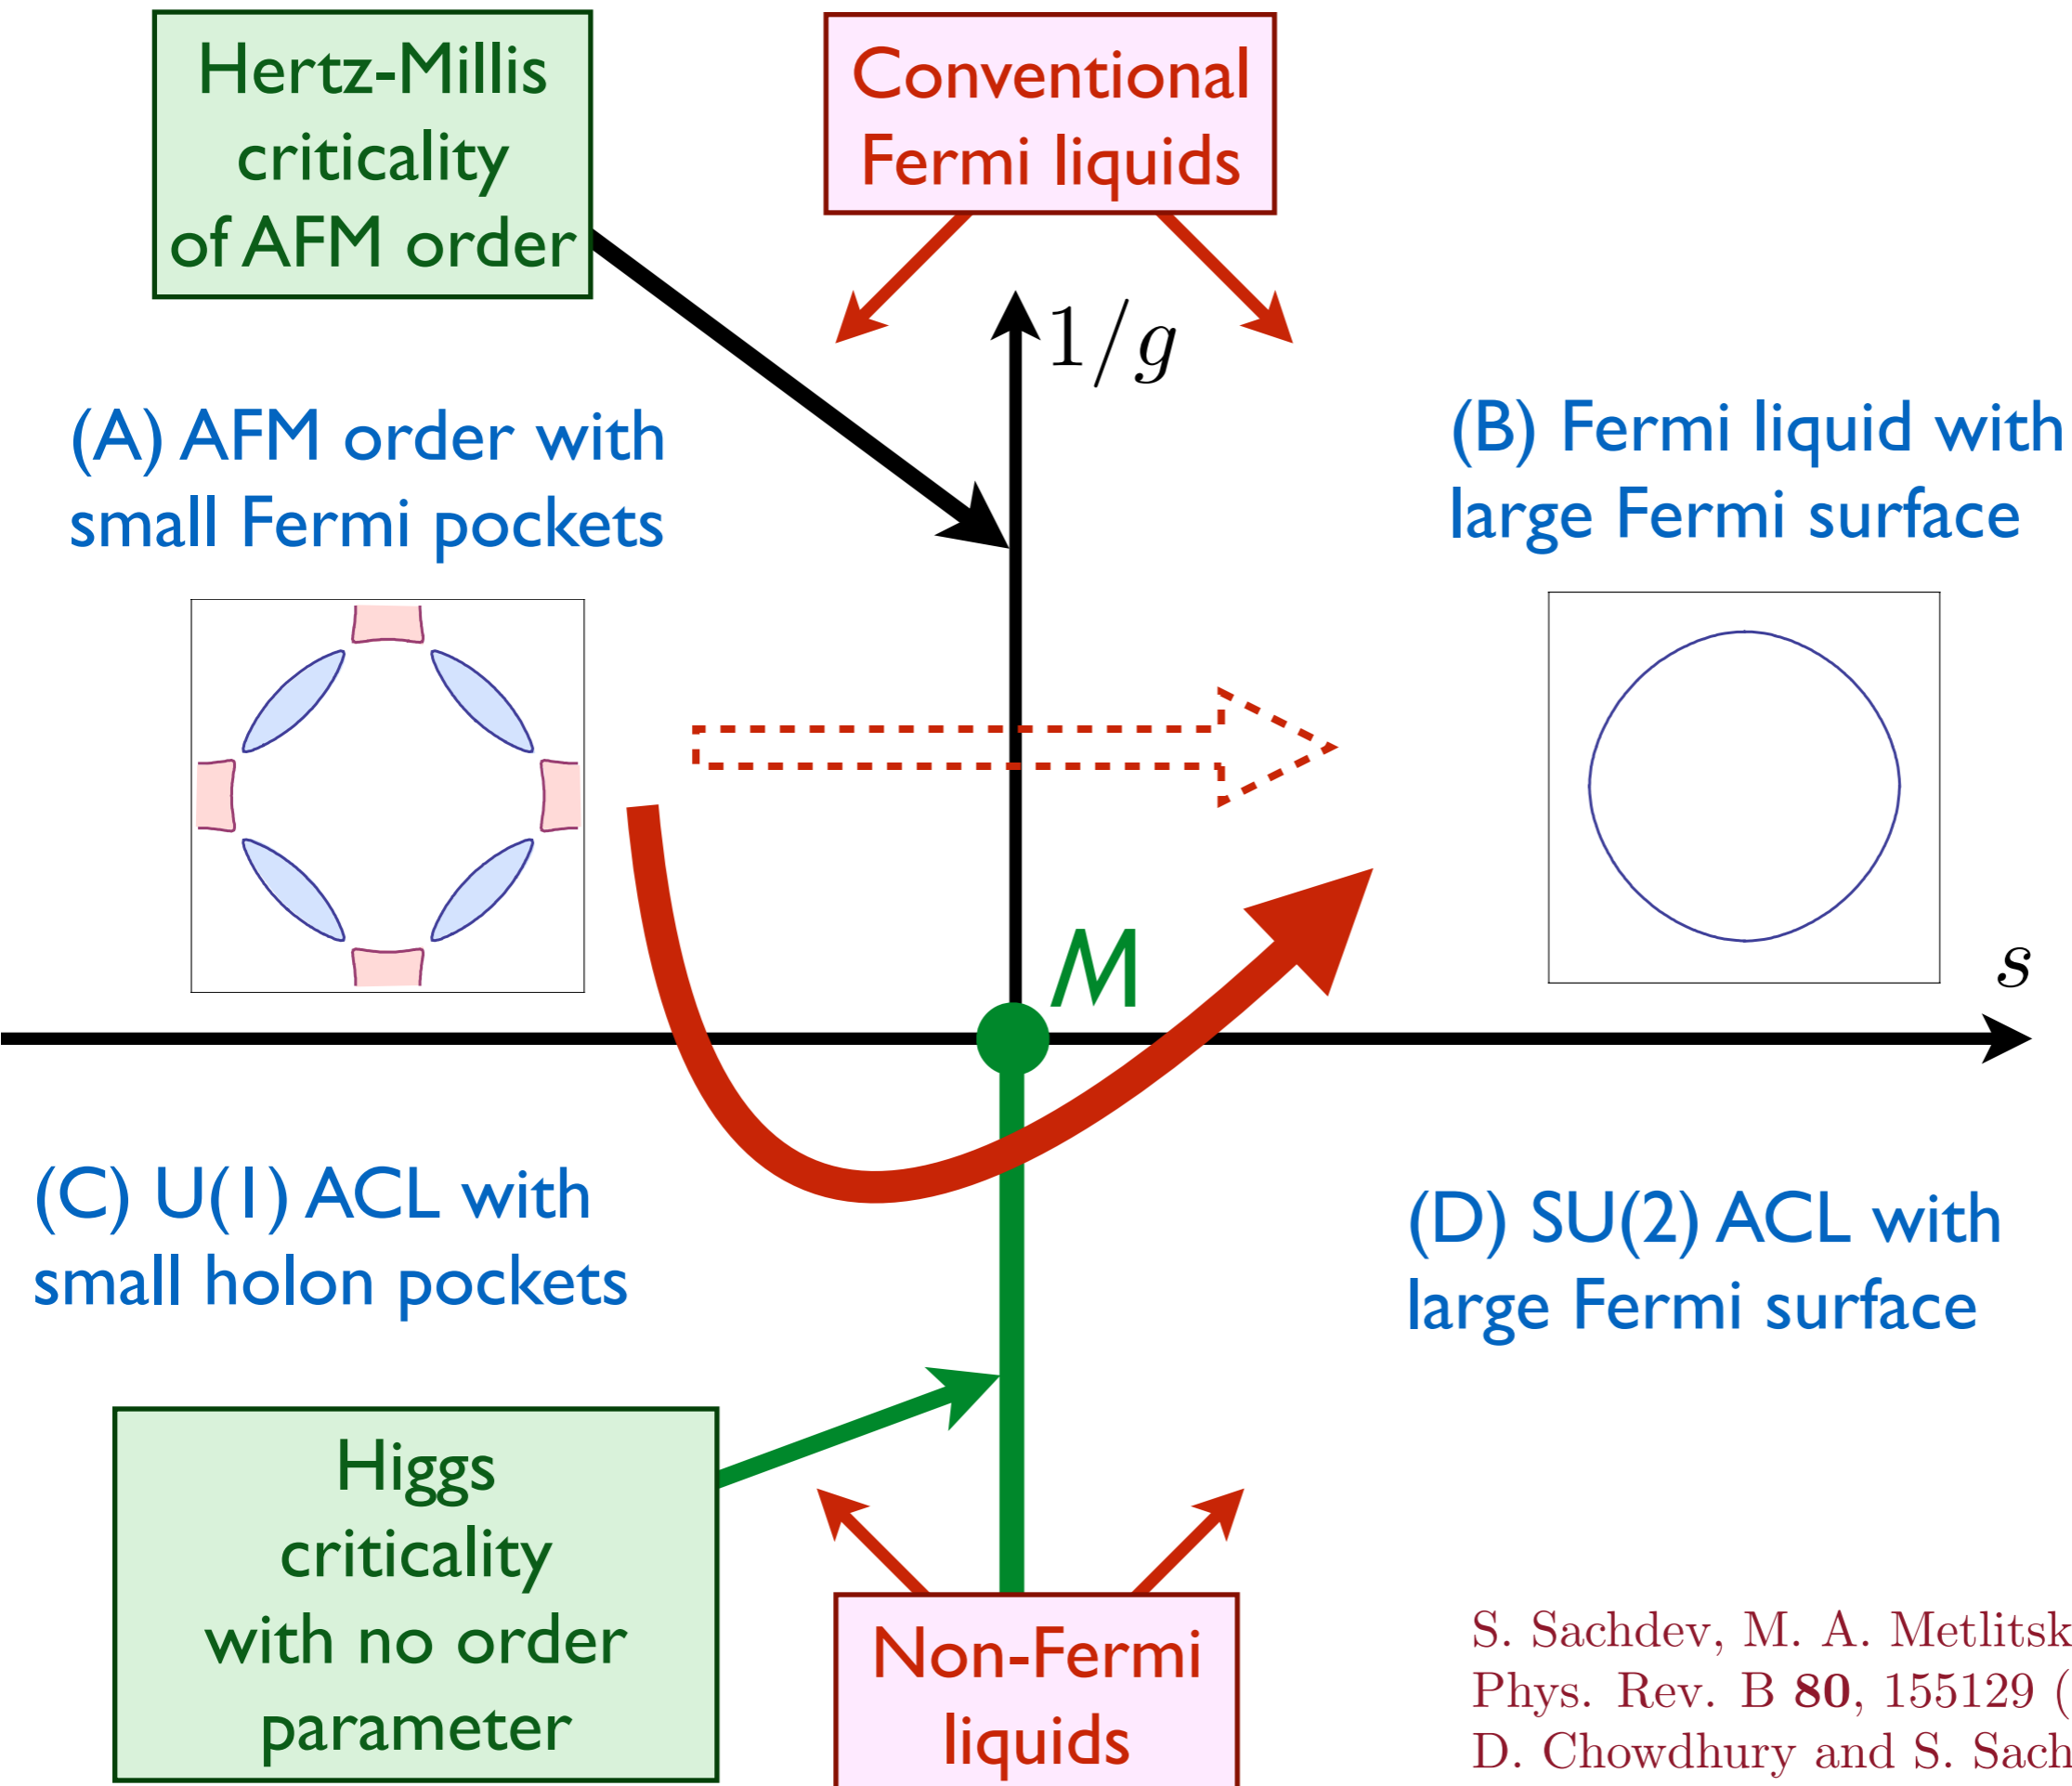 Hertz-Millis
criticality
of AFM order
Conventional
Fermi liquids
1/g
(A) AFM order with
small Fermi pockets
(B) Fermi liquid with
large Fermi surface
M
s
(C) U(1) ACL with
small holon pockets
(D) SU(2) ACL with
large Fermi surface
Higgs
criticality
with no order
parameter
Non-Fermi
liquids
S. Sachdev, M. A. Metlitsk
Phys. Rev. B 80, 155129 (
D. Chowdhury and S. Sach